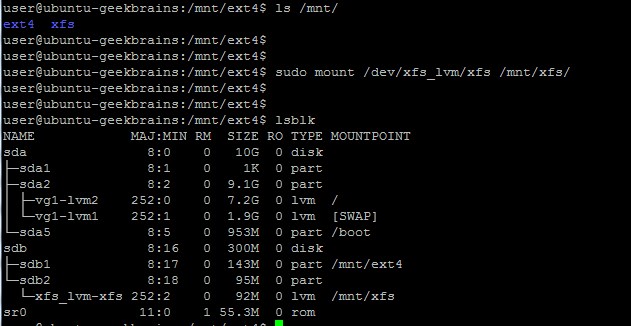 user@ubuntu-geekbrains:/mnt/ext4$ ls /mnt/
ext4  xfs
user@ubuntu-geekbrains:/mnt/ext4$
user@ubuntu-geekbrains:/mnt/ext4$
user@ubuntu-geekbrains:/mnt/ext4$ sudo mount /dev/xfs_lvm/xfs /mnt/xfs/
user@ubuntu-geekbrains:/mnt/ext4$
user@ubuntu-geekbrains:/mnt/ext4$
user@ubuntu-geekbrains:/mnt/ext4$ lsblk
NAME            MAJ:MIN RM  SIZE RO TYPE MOUNTPOINT
sda               8:0    0   10G  0 disk
├─sda1            8:1    0    1K  0 part
├─sda2            8:2    0  9.1G  0 part
│ ├─vg1-lvm2    252:0    0  7.2G  0 lvm  /
│ └─vg1-lvm1    252:1    0  1.9G  0 lvm  [SWAP]
└─sda5            8:5    0  953M  0 part /boot
sdb               8:16   0  300M  0 disk
├─sdb1            8:17   0  143M  0 part /mnt/ext4
└─sdb2            8:18   0   95M  0 part
  └─xfs_lvm-xfs 252:2    0   92M  0 lvm  /mnt/xfs
sr0              11:0    1 55.3M  0 rom
user@ubuntu-geekbrains:/mnt/ext4$